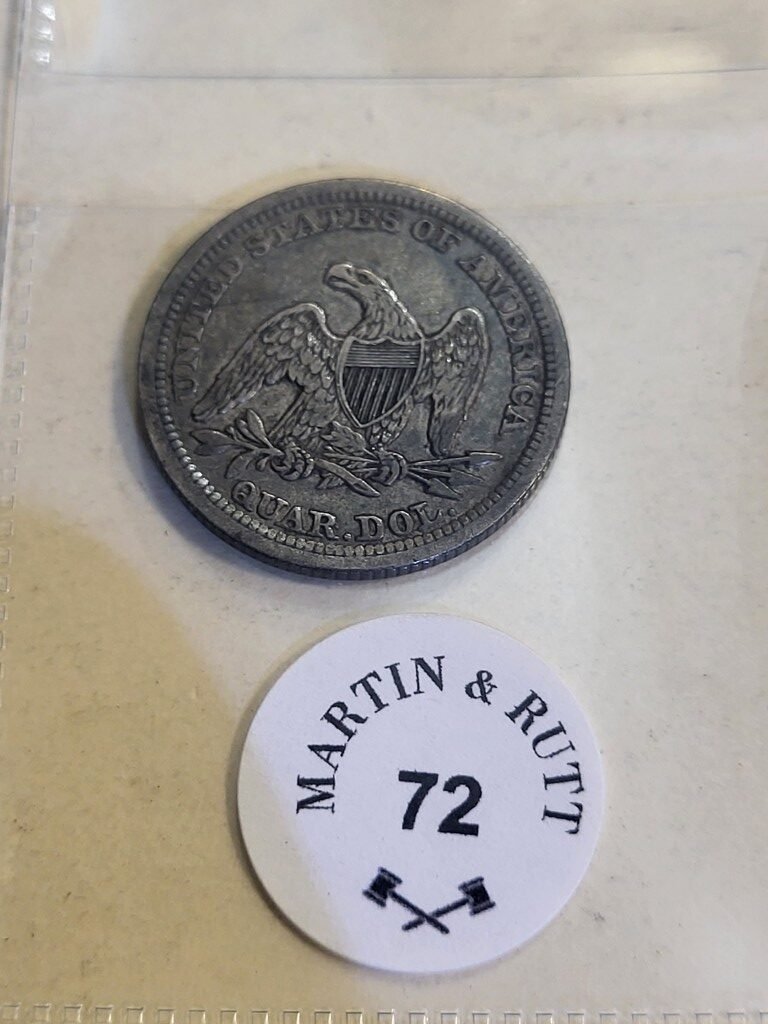 UNITED STATES OF AMERICA
QUAR. DOL.
MARTIN & RUTT
72